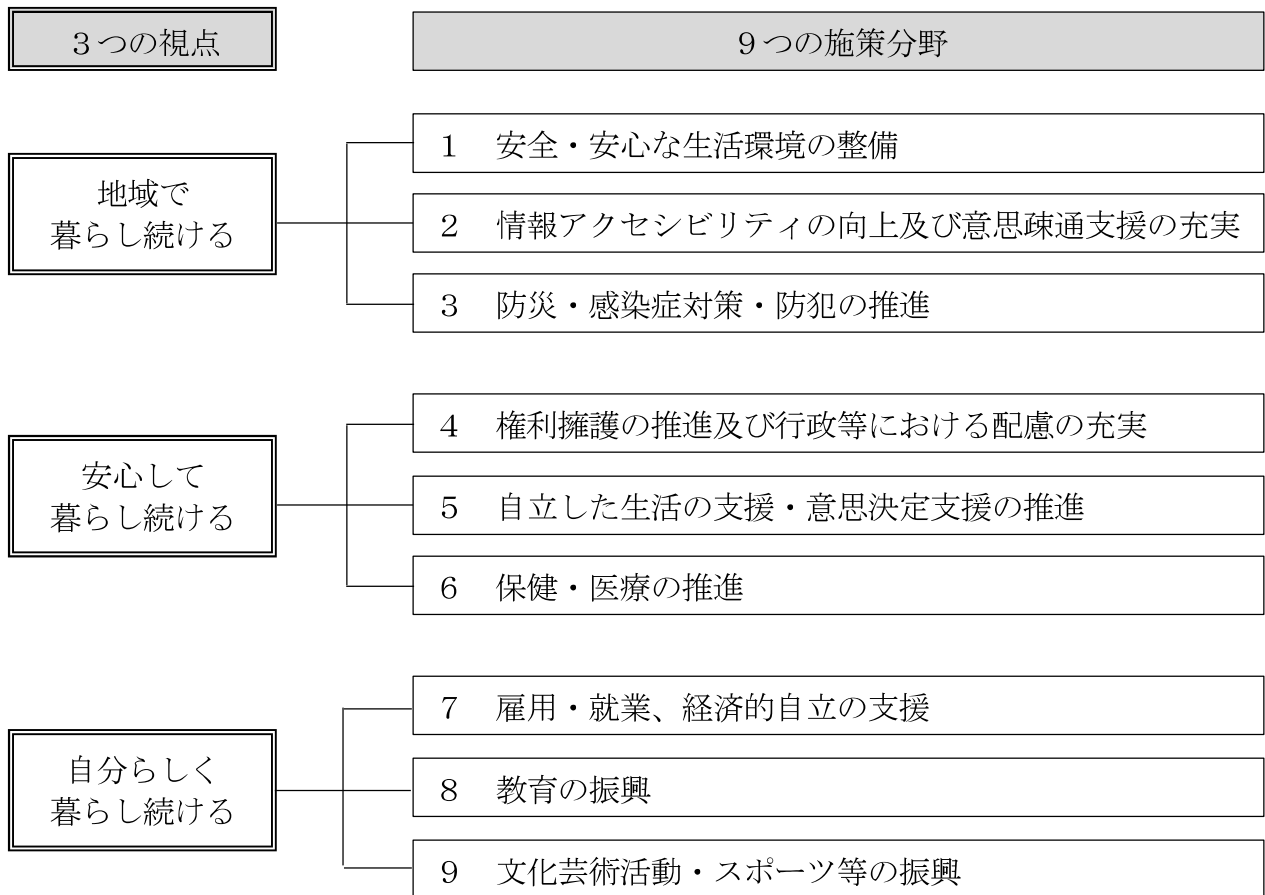 ３つの視点
９つの施策分野
地域で
暮らし続ける
１　安全・安心な生活環境の整備
２　情報アクセシビリティの向上及び意思疎通支援の充実
３　防災・感染症対策・防犯の推進
安心して
暮らし続ける
４　権利擁護の推進及び行政等における配慮の充実
５　自立した生活の支援・意思決定支援の推進
６　保健・医療の推進
自分らしく
暮らし続ける
７　雇用・就業、経済的自立の支援
８　教育の振興
９　文化芸術活動・スポーツ等の振興